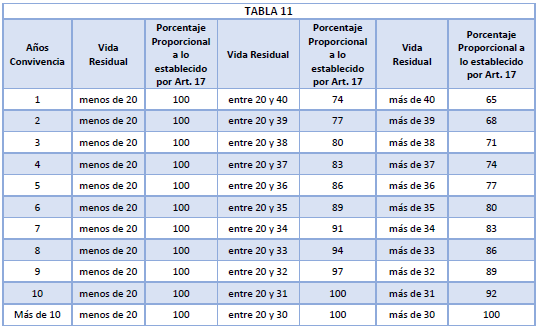 TABLA 11
Años Convivencia | Vida Residual | Porcentaje Proporcional a lo establecido por Art. 17 | Vida Residual | Porcentaje Proporcional a lo establecido por Art. 17 | Vida Residual | Porcentaje Proporcional a lo establecido por Art. 17
1 | menos de 20 | 100 | entre 20 y 40 | 74 | más de 40 | 65
2 | menos de 20 | 100 | entre 20 y 39 | 77 | más de 39 | 68
3 | menos de 20 | 100 | entre 20 y 38 | 80 | más de 38 | 71
4 | menos de 20 | 100 | entre 20 y 37 | 83 | más de 37 | 74
5 | menos de 20 | 100 | entre 20 y 36 | 86 | más de 36 | 77
6 | menos de 20 | 100 | entre 20 y 35 | 89 | más de 35 | 80
7 | menos de 20 | 100 | entre 20 y 34 | 91 | más de 34 | 83
8 | menos de 20 | 100 | entre 20 y 33 | 94 | más de 33 | 86
9 | menos de 20 | 100 | entre 20 y 32 | 97 | más de 32 | 89
10 | menos de 20 | 100 | entre 20 y 31 | 100 | más de 31 | 92
Más de 10 | menos de 20 | 100 | entre 20 y 30 | 100 | más de 30 | 100